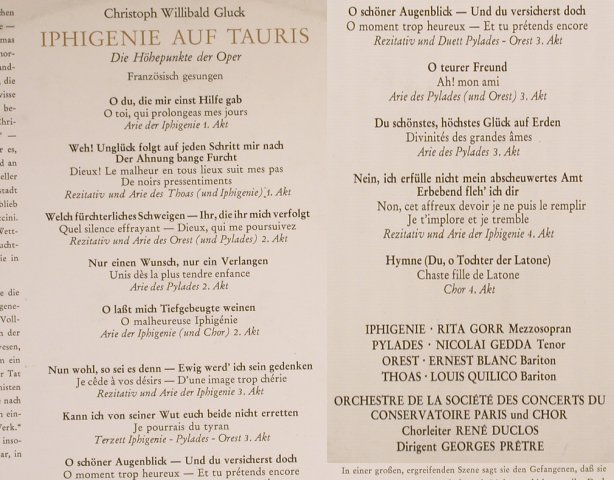 Christoph Willibald Gluck
IPHIGENIE AUF TAURIS
Die Höhepunkte der Oper
Französisch gesungen
O du, die mir einst Hilfe gab
O toi, qui prolongeas mes jours
Arie der Iphigenie 1. Akt
Weh! Unglück folgt auf jeden Schritt mir nach
Der Ahnung bange Furcht
Dieux! Le malheur en tous lieux suit mes pas
De noirs pressentiments
Rezitativ und Arie des Thoas (und Iphigenie) 1. Akt
Welch fürchterliches Schweigen — Ihr, die ihr mich verfolgt
Quel silence effrayant — Dieux, qui me poursuivez
Rezitativ und Arie des Orest (und Pylades) 2. Akt
Nur einen Wunsch, nur ein Verlangen
Unis dès la plus tendre enfance
Arie des Pylades 2. Akt
O laßt mich Tiefgebeugte weinen
O malheureuse Iphigénie
Arie der Iphigenie (und Chor) 2. Akt
Nun wohl, so sei es denn — Ewig werd' ich sein gedenken
Je cêde à vos désirs — D'une image trop chérie
Rezitativ und Arie der Iphigenie 3. Akt
Kann ich von seiner Wut euch beide nicht erretten
Je pourrais du tyran
Terzett Iphigenie - Pylades - Orest 3. Akt
O schöner Augenblick — Und du versicherst doch
O moment trop heureux — Et tu prétends encore
O schöner Augenblick — Und du versicherst doch
O moment trop heureux — Et tu prétends encore
Rezitativ und Duett Pylades - Orest 3. Akt
O teurer Freund
Ah! mon ami
Arie des Pylades (und Orest) 3. Akt
Du schönstes, höchstes Glück auf Erden
Divinités des grandes âmes
Arie des Pylades 3. Akt
Nein, ich erfülle nicht mein abscheuwertes Amt
Erbebend fleh' ich dir
Non, cet affreux devoir je ne puis le remplir
Je t'implore et je tremble
Rezitativ und Arie der Iphigenie 4. Akt
Hymne (Du, o Tochter der Latone)
Chaste fille de Latone
Chor 4. Akt
IPHIGENIE · RITA GORR Mezzosopran
PYLADES · NICOLAI GEDDA Tenor
OREST · ERNEST BLANC Bariton
THOAS · LOUIS QUILICO Bariton
ORCHESTRE DE LA SOCIÉTÉ DES CONCERTS DU
CONSERVATOIRE PARIS und CHOR
Chorleiter RENÉ DUCLOS
Dirigent GEORGES PRÊTRE
In einer großen, ergreifenden Szene sagt sie den Gefangenen, daß sie